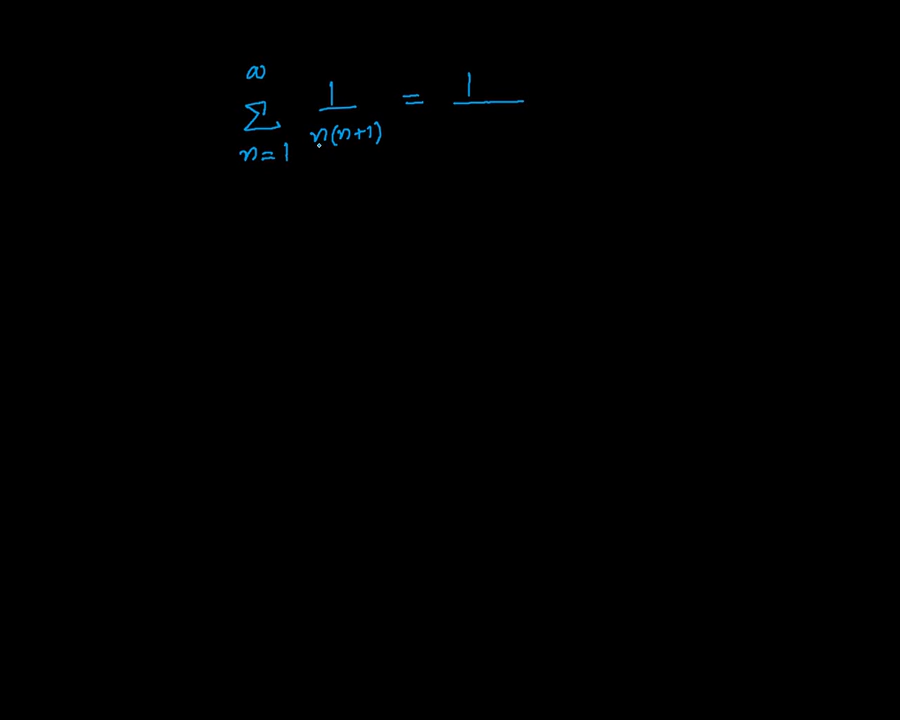 ∞
∑ 1/n(n+1) = 1/
n=1